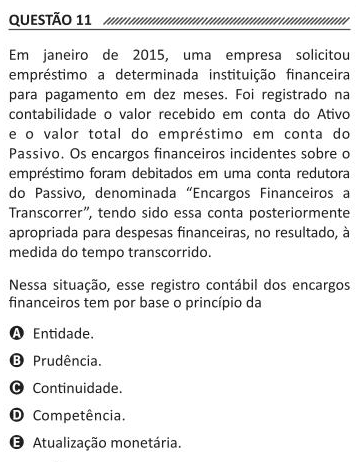 QUESTÃO 11
Em janeiro de 2015, uma empresa solicitou
empréstimo a determinada instituição financeira
para pagamento em dez meses. Foi registrado na
contabilidade o valor recebido em conta do Ativo
e o valor total do empréstimo em conta do
Passivo. Os encargos financeiros incidentes sobre o
empréstimo foram debitados em uma conta redutora
do Passivo, denominada “Encargos Financeiros a
Transcorrer”, tendo sido essa conta posteriormente
apropriada para despesas financeiras, no resultado, à
medida do tempo transcorrido.
Nessa situação, esse registro contábil dos encargos
financeiros tem por base o princípio da
A Entidade.
B Prudência.
C Continuidade.
D Competência.
E Atualização monetária.